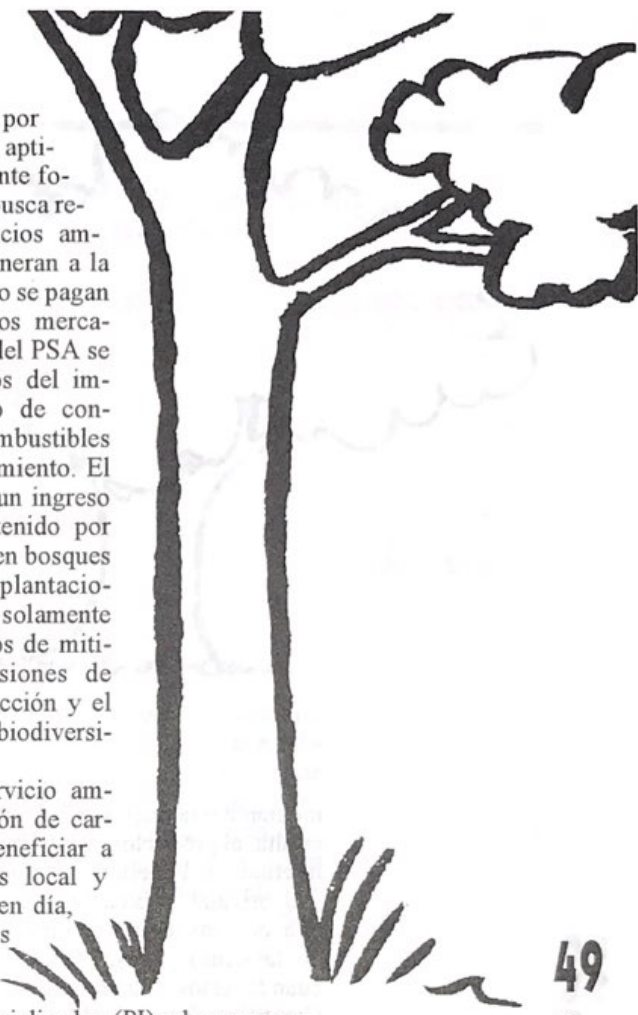 por
apti-
nte fo-
usca re-
cios am-
neran a la
o se pagan
os merca-
del PSA se
os del im-
o de con-
mbustibles
miento. El
un ingreso
tenido por
en bosques
plantacio-
solamente
os de miti-
siones de
cción y el
biodiversi-
rvicio am-
ón de car-
eneficiar a
s local y
en día,
s
49